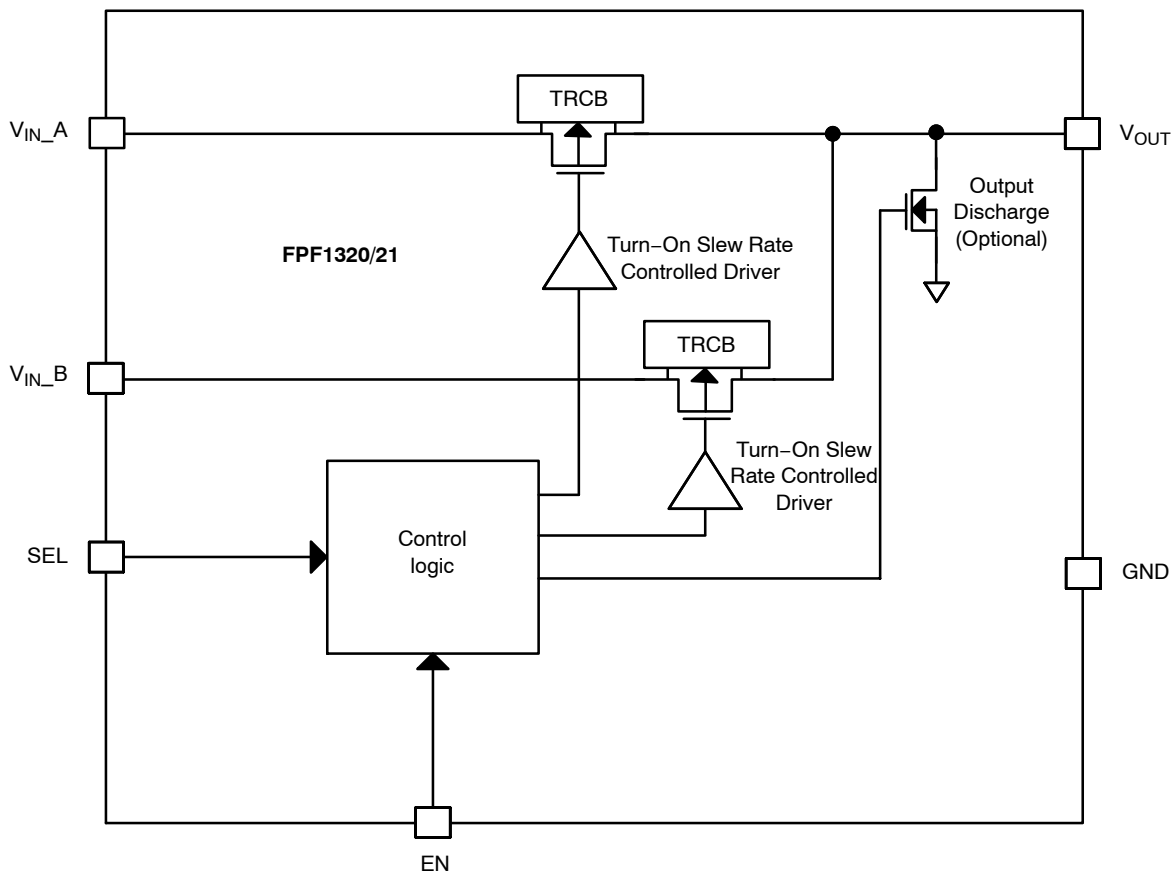 TRCB
V_IN_A
V_OUT
Output
Discharge
(Optional)
FPF1320/21
Turn−On Slew Rate
Controlled Driver
TRCB
V_IN_B
Turn−On Slew
Rate Controlled
Driver
Control
logic
SEL
GND
EN